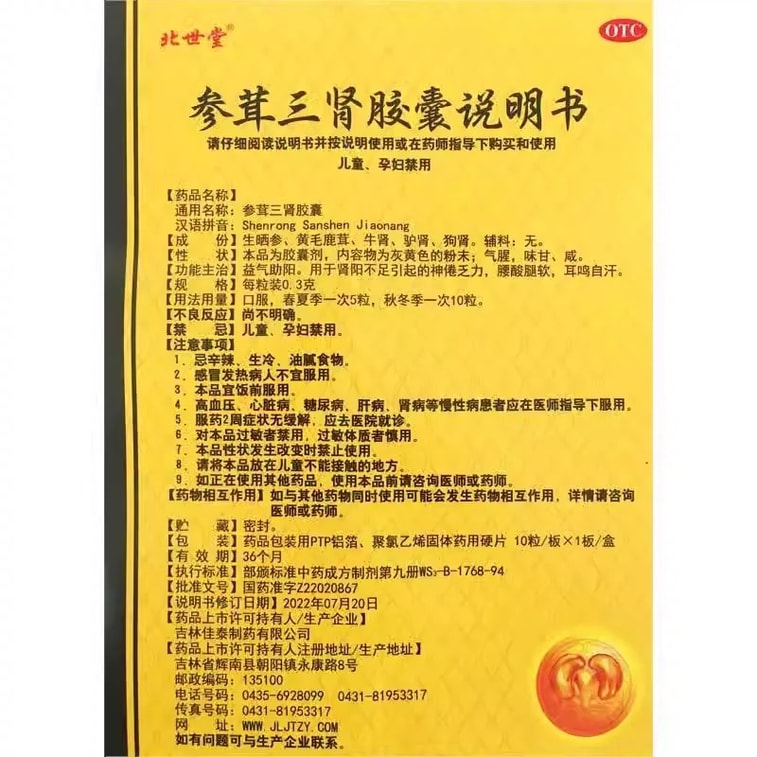 北世堂®
OTC
参茸三肾胶囊说明书
请仔细阅读说明书并按说明使用或在药师指导下购买和使用
儿童、孕妇禁用
【药品名称】
通用名称：参茸三肾胶囊
汉语拼音：Shenrong Sanshen Jiaonang
【成 份】生晒参、黄毛鹿茸、牛肾、驴肾、狗肾。辅料：无。
【性 状】本品为胶囊剂，内容物为灰黄色的粉末；气腥，味甘、咸。
【功能主治】益气助阳。用于肾阳不足引起的神倦乏力，腰酸腿软，耳鸣自汗。
【规 格】每粒装0.3克
【用法用量】口服，春夏季一次5粒，秋冬季一次10粒。
【不良反应】尚不明确。
【禁 忌】儿童、孕妇禁用。
【注意事项】
1．忌辛辣、生冷、油腻食物。
2．感冒发热病人不宜服用。
3．本品宜饭前服用。
4．高血压、心脏病、糖尿病、肝病、肾病等慢性病患者应在医师指导下服用。
5．服药2周症状无缓解，应去医院就诊。
6．对本品过敏者禁用，过敏体质者慎用。
7．本品性状发生改变时禁止使用。
8．请将本品放在儿童不能接触的地方。
9．如正在使用其他药品，使用本品前请咨询医师或药师。
【药物相互作用】如与其他药物同时使用可能会发生药物相互作用，详情请咨询
医师或药师。
【贮 藏】密封。
【包 装】药品包装用PTP铝箔、聚氯乙烯固体药用硬片 10粒/板×1板/盒
【有 效 期】36个月
【执行标准】部颁标准中药成方制剂第九册WS₃-B-1768-94
【批准文号】国药准字Z22020867
【说明书修订日期】2022年07月20日
【药品上市许可持有人/生产企业】
吉林佳泰制药有限公司
【药品上市许可持有人注册地址/生产地址】
吉林省辉南县朝阳镇永康路8号
邮政编码：135100
电话号码：0435-6928099 0431-81953317
传真号码：0431-81953317
网 址：WWW.JLJTZY.COM
如有问题可与生产企业联系。